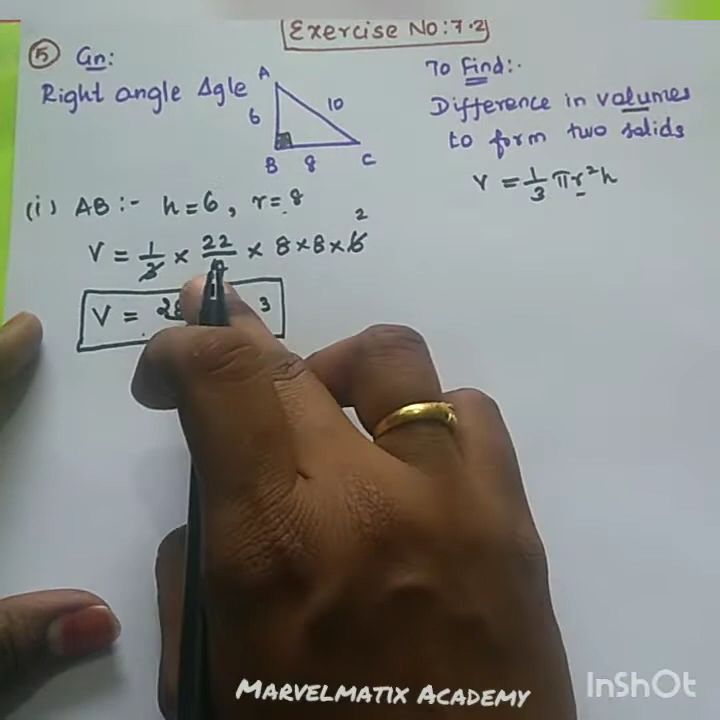 Exercise No: 7.2
⑤ Gn:
Right angle Δgle
A
6
10
B
8
C
To Find:-
Difference in volumes
to form two solids
V = 1/3 πr²h
(i) AB :- h=6, r=8
V = 1/3 × 22/ × 8×8×6 2
V = 3
MARVELMATIX ACADEMY
InShOt